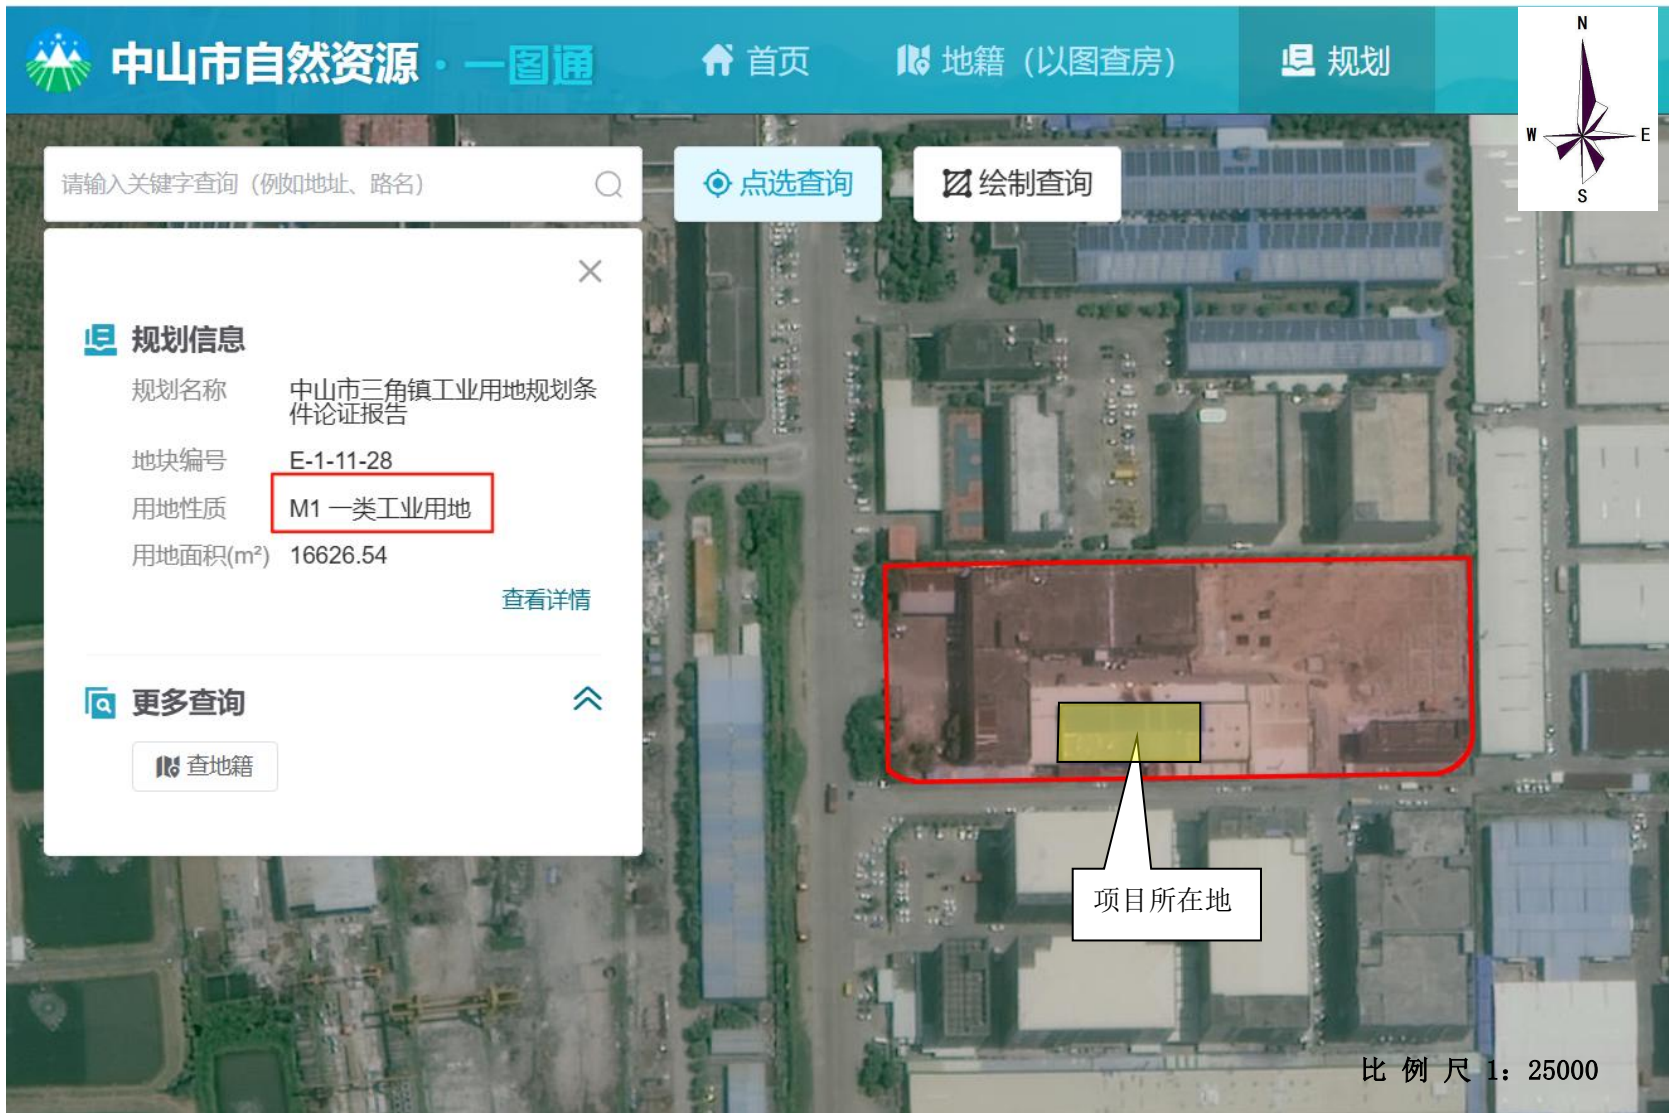 中山市自然资源·一图通
首页
地籍（以图查房）
规划
N
W
E
S
请输入关键字查询（例如地址、路名）
点选查询
绘制查询
规划信息
规划名称
中山市三角镇工业用地规划条
件论证报告
地块编号
E-1-11-28
用地性质
M1 一类工业用地
用地面积(m²)
16626.54
查看详情
更多查询
查地籍
项目所在地
比 例 尺 1：25000